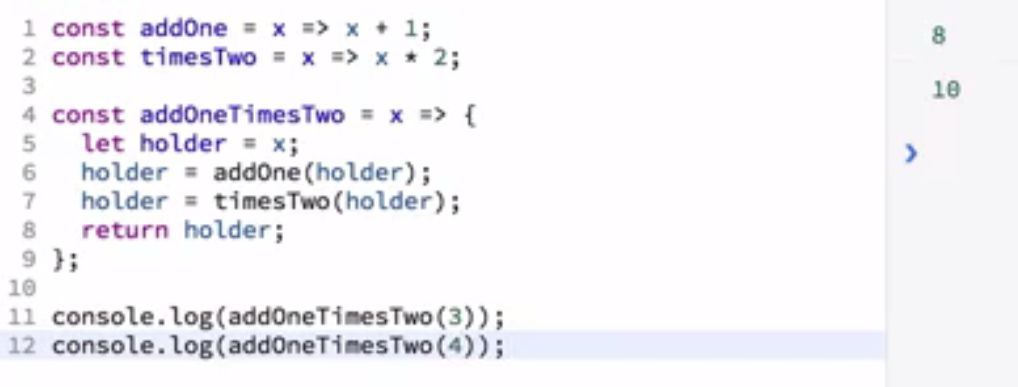 1 const addOne = x => x + 1;
2 const timesTwo = x => x * 2;
3
4 const addOneTimesTwo = x => {
5   let holder = x;
6   holder = addOne(holder);
7   holder = timesTwo(holder);
8   return holder;
9 };
10
11 console.log(addOneTimesTwo(3));
12 console.log(addOneTimesTwo(4));
8
10